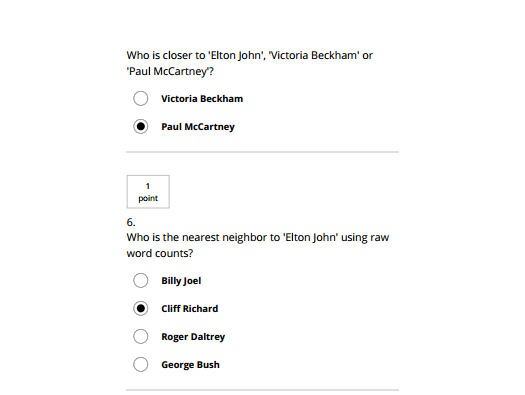 Who is closer to 'Elton John', 'Victoria Beckham' or
'Paul McCartney'?
Victoria Beckham
Paul McCartney
1
point
6.
Who is the nearest neighbor to 'Elton John' using raw
word counts?
Billy Joel
Cliff Richard
Roger Daltrey
George Bush